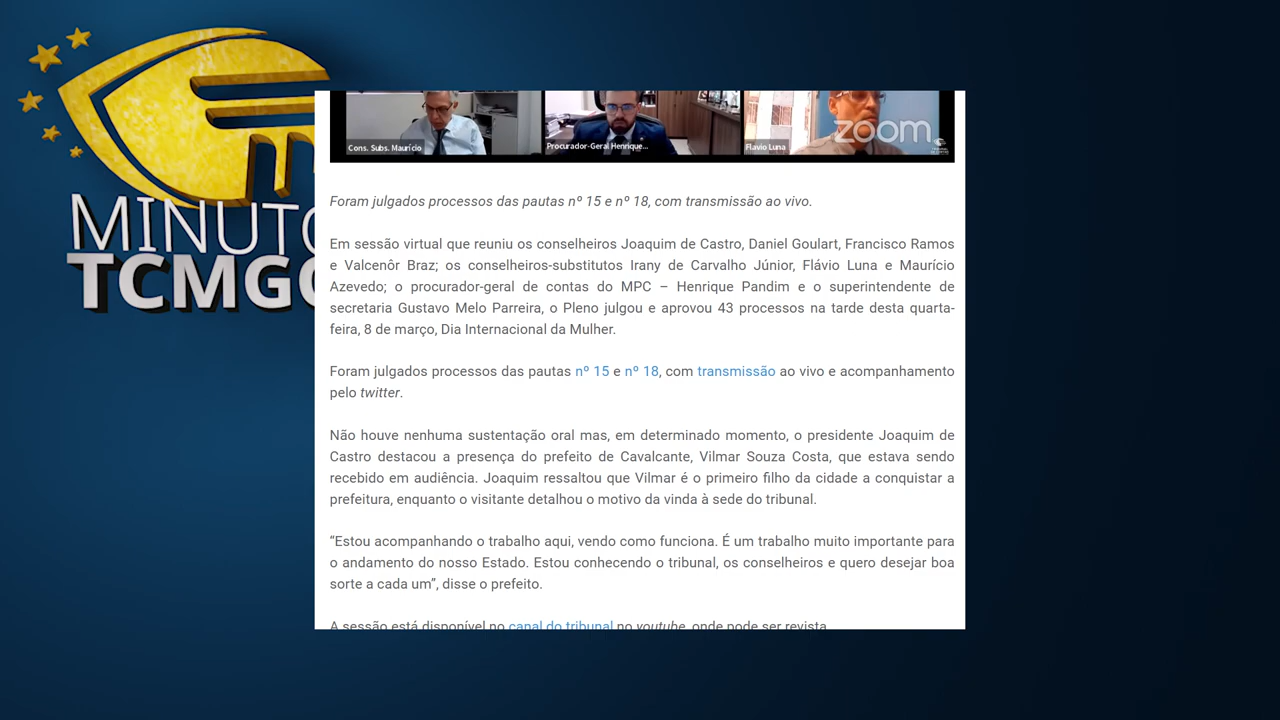 MINUTO
TCMGO
Cons. Subs. Maurício
Procurador-Geral Henrique...
Flavio Luna
zoom
Foram julgados processos das pautas nº 15 e nº 18, com transmissão ao vivo.
Em sessão virtual que reuniu os conselheiros Joaquim de Castro, Daniel Goulart, Francisco Ramos
e Valcenôr Braz; os conselheiros-substitutos Irany de Carvalho Júnior, Flávio Luna e Maurício
Azevedo; o procurador-geral de contas do MPC – Henrique Pandim e o superintendente de
secretaria Gustavo Melo Parreira, o Pleno julgou e aprovou 43 processos na tarde desta quarta-
feira, 8 de março, Dia Internacional da Mulher.
Foram julgados processos das pautas nº 15 e nº 18, com transmissão ao vivo e acompanhamento
pelo twitter.
Não houve nenhuma sustentação oral mas, em determinado momento, o presidente Joaquim de
Castro destacou a presença do prefeito de Cavalcante, Vilmar Souza Costa, que estava sendo
recebido em audiência. Joaquim ressaltou que Vilmar é o primeiro filho da cidade a conquistar a
prefeitura, enquanto o visitante detalhou o motivo da vinda à sede do tribunal.
“Estou acompanhando o trabalho aqui, vendo como funciona. É um trabalho muito importante para
o andamento do nosso Estado. Estou conhecendo o tribunal, os conselheiros e quero desejar boa
sorte a cada um”, disse o prefeito.
A sessão está disponível no canal do tribunal no youtube, onde pode ser revista.